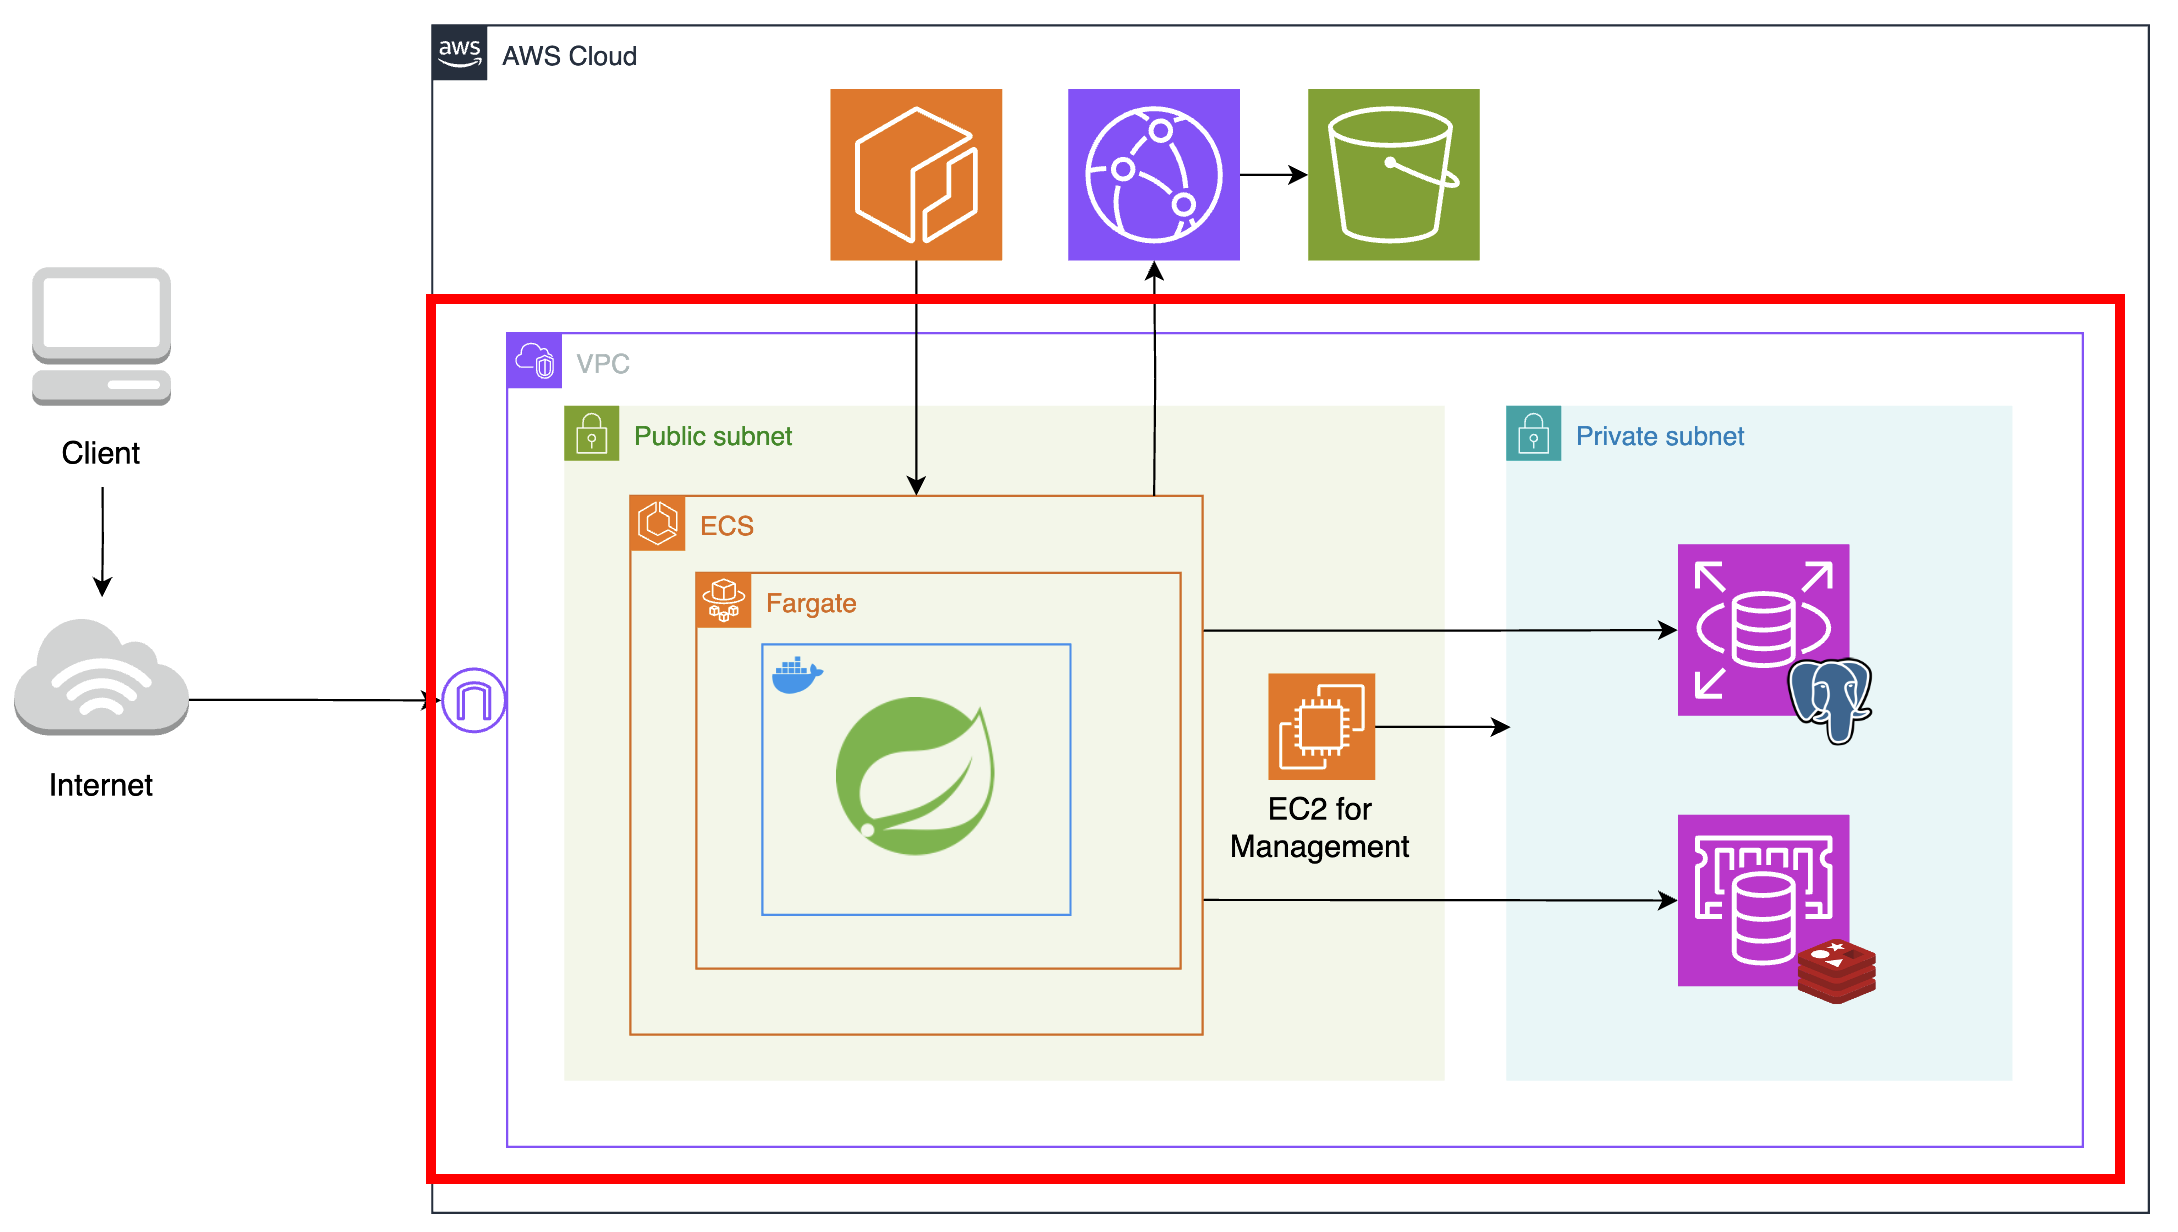 aws
AWS Cloud
VPC
Public subnet
Private subnet
Client
ECS
Fargate
Internet
EC2 for
Management